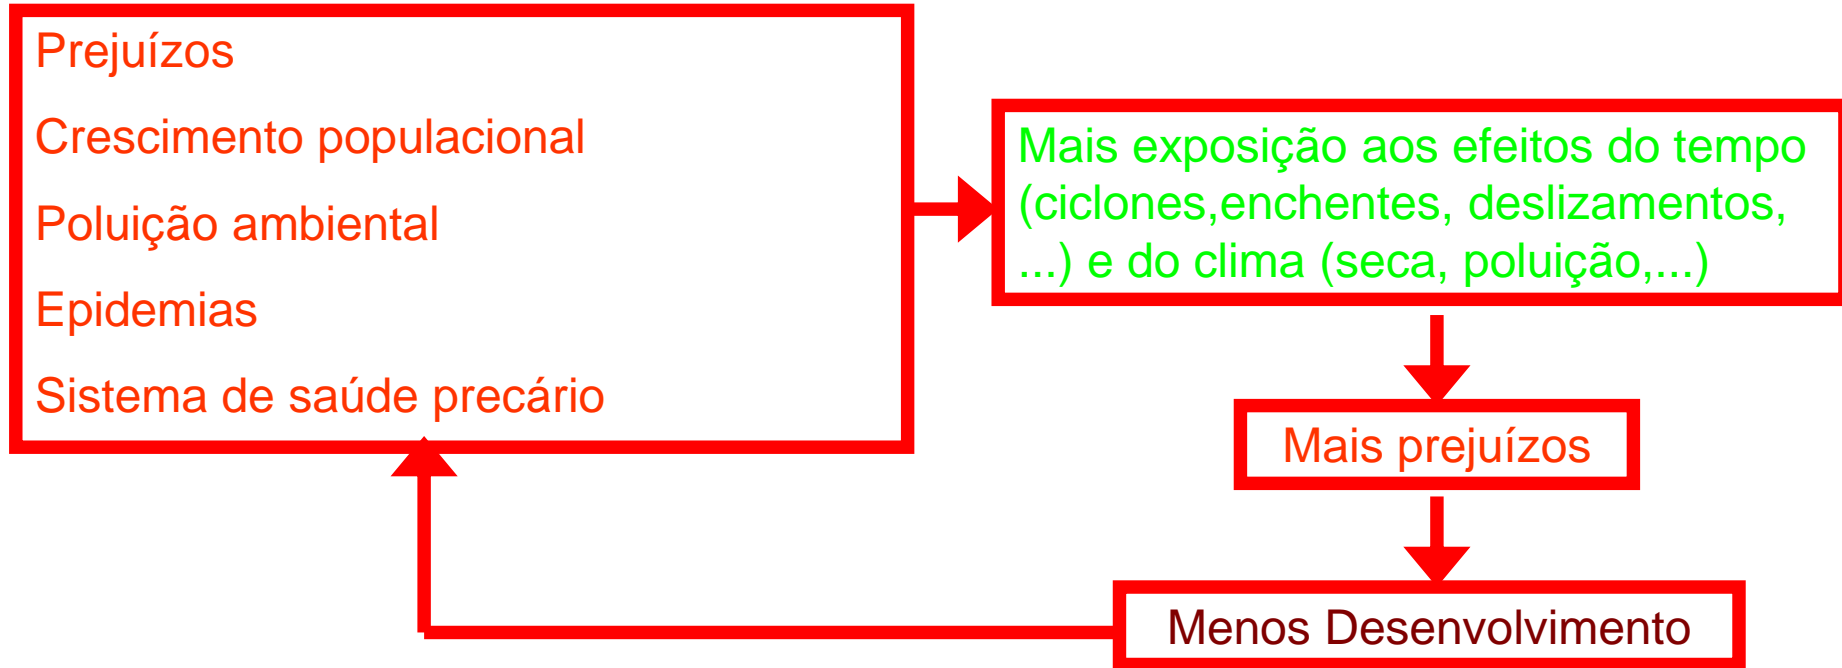 Prejuízos
Crescimento populacional
Poluição ambiental
Epidemias
Sistema de saúde precário
Mais exposição aos efeitos do tempo
(ciclones,enchentes, deslizamentos,
...) e do clima (seca, poluição,...)
Mais prejuízos
Menos Desenvolvimento